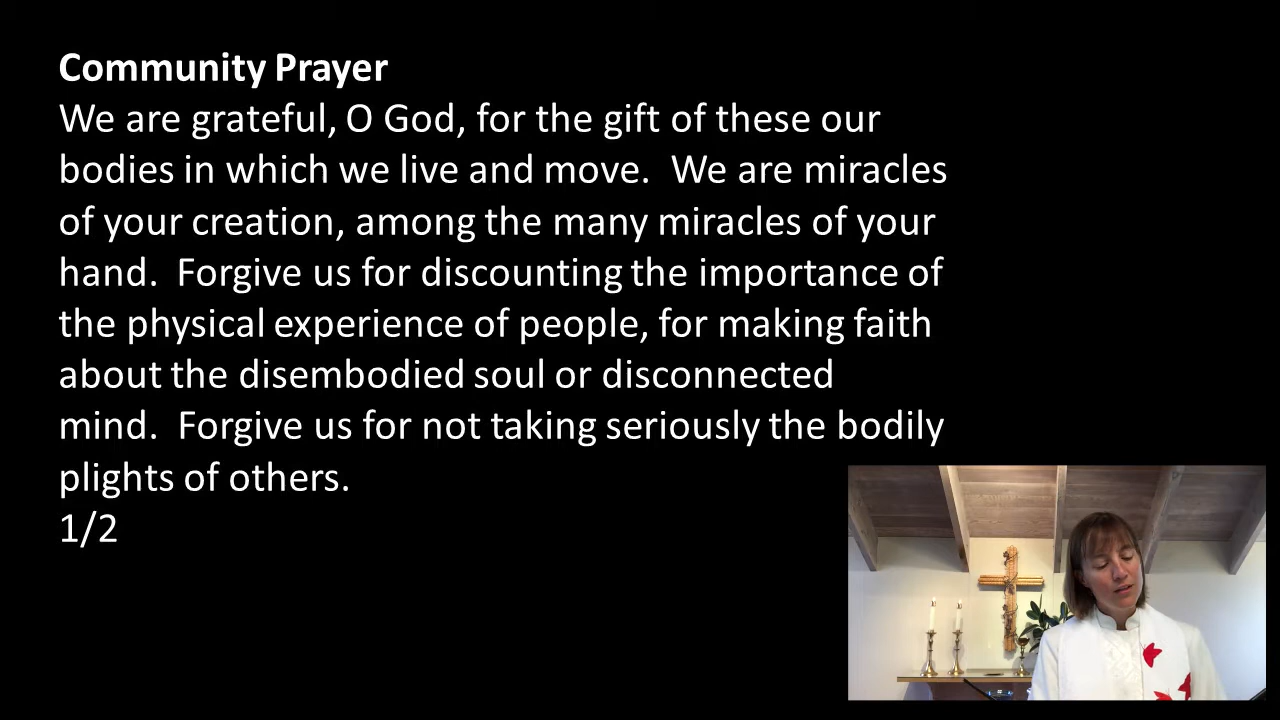 Community Prayer
We are grateful, O God, for the gift of these our
bodies in which we live and move.  We are miracles
of your creation, among the many miracles of your
hand.  Forgive us for discounting the importance of
the physical experience of people, for making faith
about the disembodied soul or disconnected
mind.  Forgive us for not taking seriously the bodily
plights of others.
1/2